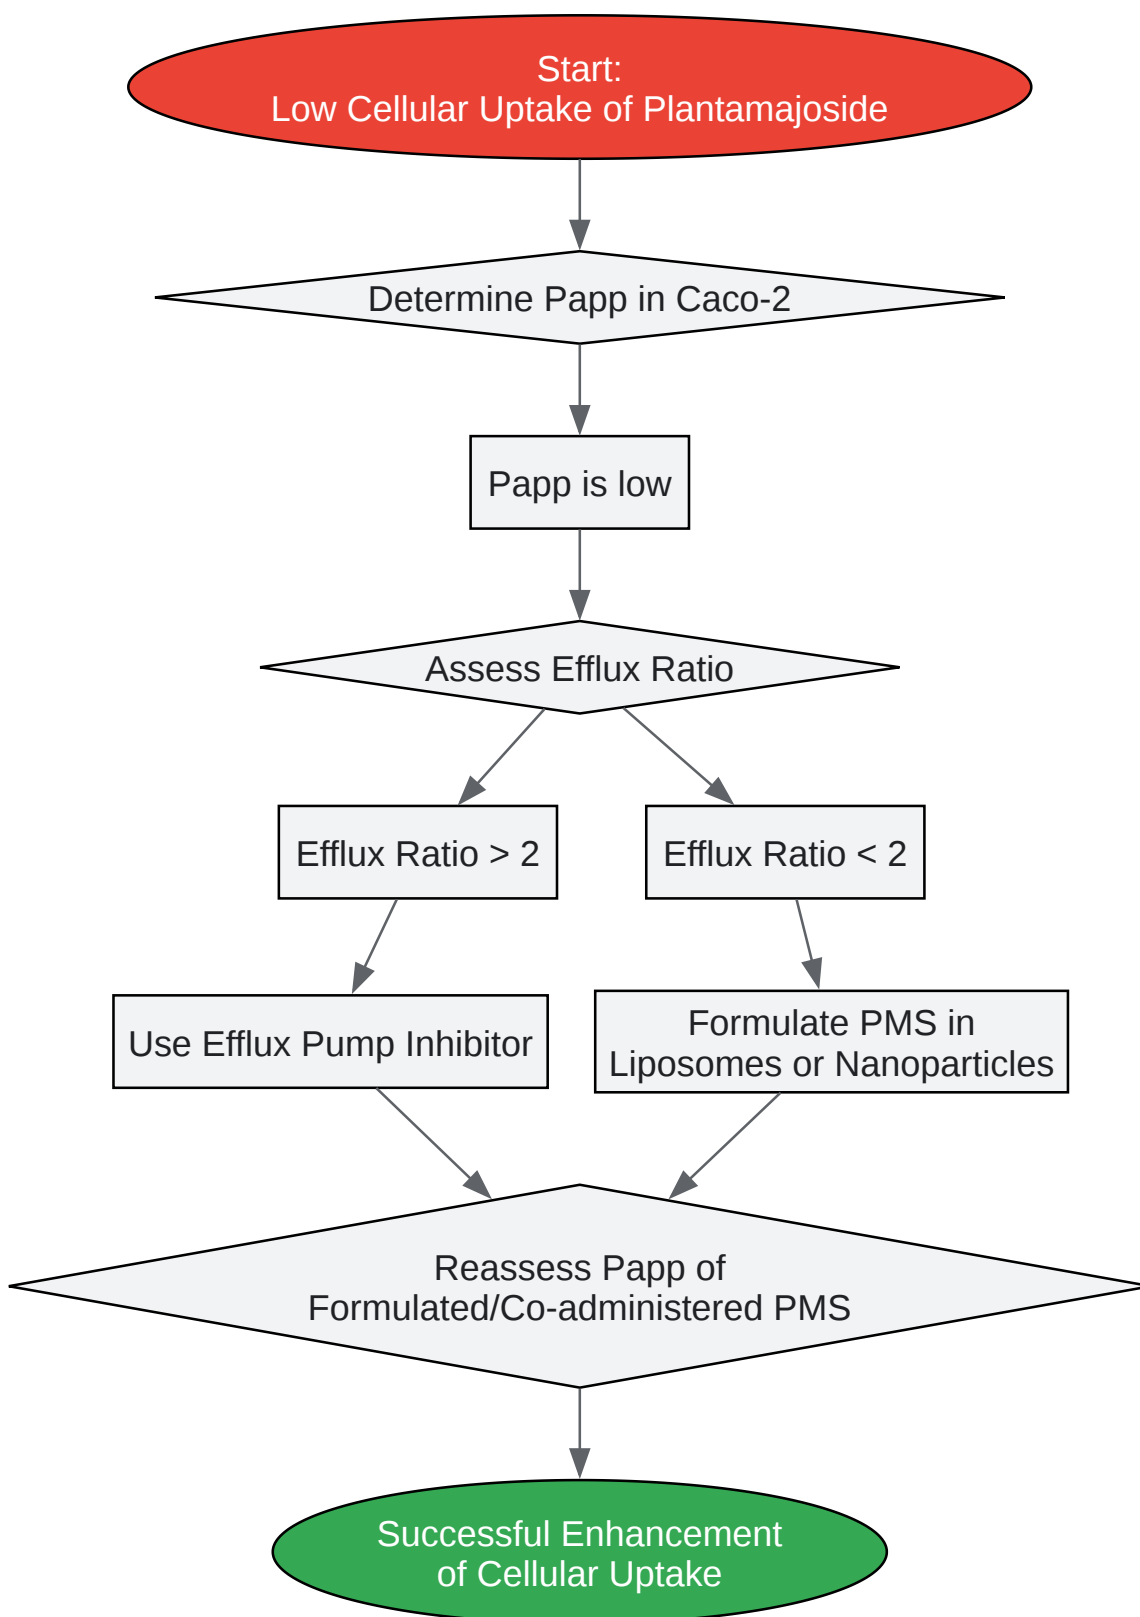 Start:
Low Cellular Uptake of Plantamajoside
Determine Papp in Caco-2
Papp is low
Assess Efflux Ratio
Efflux Ratio > 2
Efflux Ratio < 2
Use Efflux Pump Inhibitor
Formulate PMS in
Liposomes or Nanoparticles
Reassess Papp of
Formulated/Co-administered PMS
Successful Enhancement
of Cellular Uptake